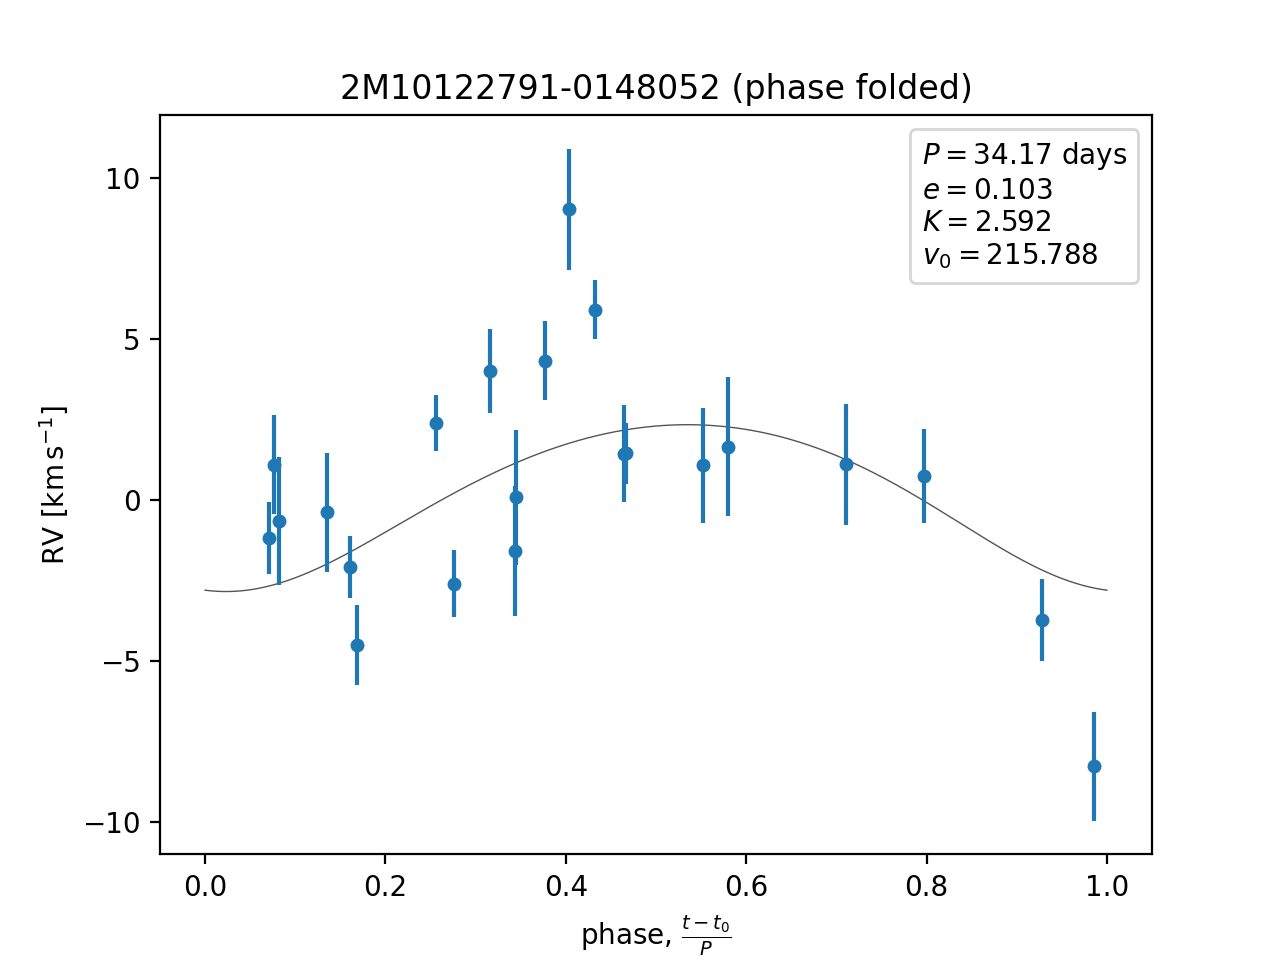 2M10122791-0148052 (phase folded)
P = 34.17 days
e = 0.103
K = 2.592
v₀ = 215.788
RV [km s⁻¹]
10
5
0
−5
−10
0.0 0.2 0.4 0.6 0.8 1.0
phase, (t − t₀)/P